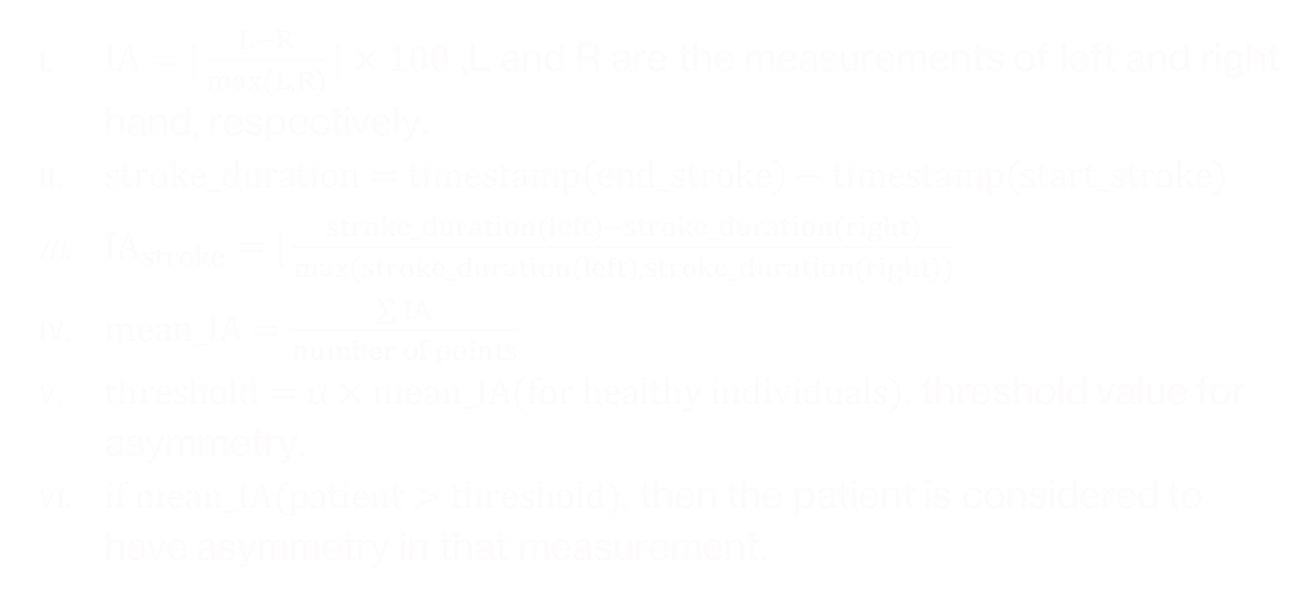 i. IA = | L−R / max(L,R) | × 100 ,L and R are the measurements of left and right
hand, respectively.
ii. stroke_duration = timestamp(end_stroke) − timestamp(start_stroke)
iii. IA_stroke = | stroke_duration(left)−stroke_duration(right) / max(stroke_duration(left),stroke_duration(right))
iv. mean_IA = ∑ IA / number of points
v. threshold = α × mean_IA(for healthy individuals), threshold value for
asymmetry.
vi. if mean_IA(patient > threshold), then the patient is considered to
have asymmetry in that measurement.